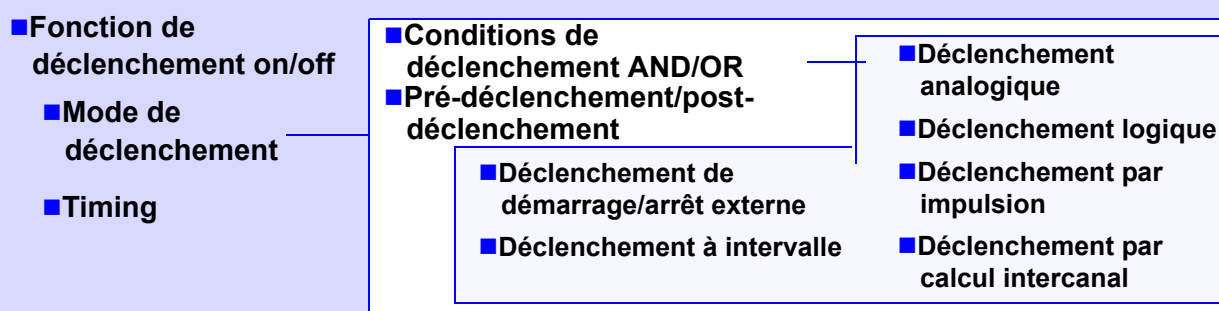 ■Fonction de
déclenchement on/off
■Mode de
déclenchement
■Timing
■Conditions de
déclenchement AND/OR
■Pré-déclenchement/post-
déclenchement
■Déclenchement de
démarrage/arrêt externe
■Déclenchement à intervalle
■Déclenchement
analogique
■Déclenchement logique
■Déclenchement par
impulsion
■Déclenchement par
calcul intercanal